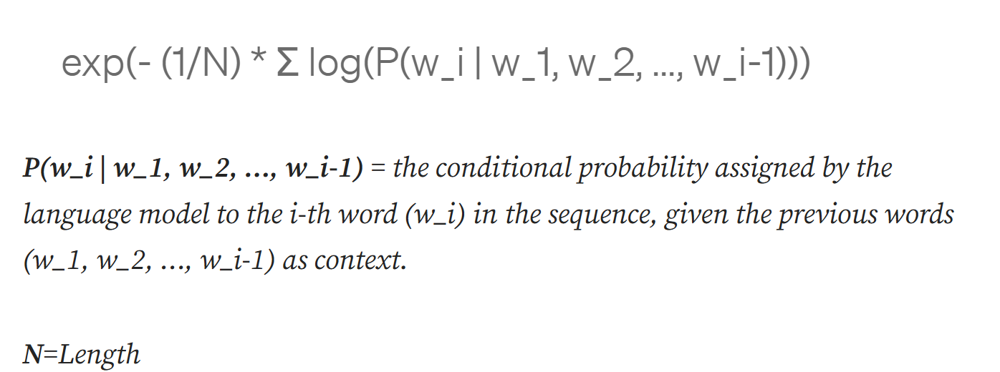 exp(- (1/N) * Σ log(P(w_i | w_1, w_2, ..., w_i-1)))
P(w_i | w_1, w_2, …, w_i-1) = the conditional probability assigned by the
language model to the i-th word (w_i) in the sequence, given the previous words
(w_1, w_2, …, w_i-1) as context.
N=Length